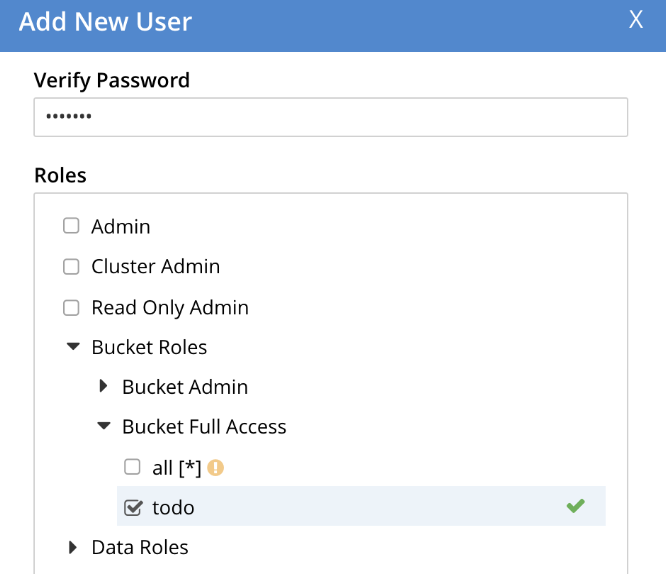 Add New User X
Verify Password
•••••••
Roles
Admin
Cluster Admin
Read Only Admin
Bucket Roles
Bucket Admin
Bucket Full Access
all [*]
todo
Data Roles